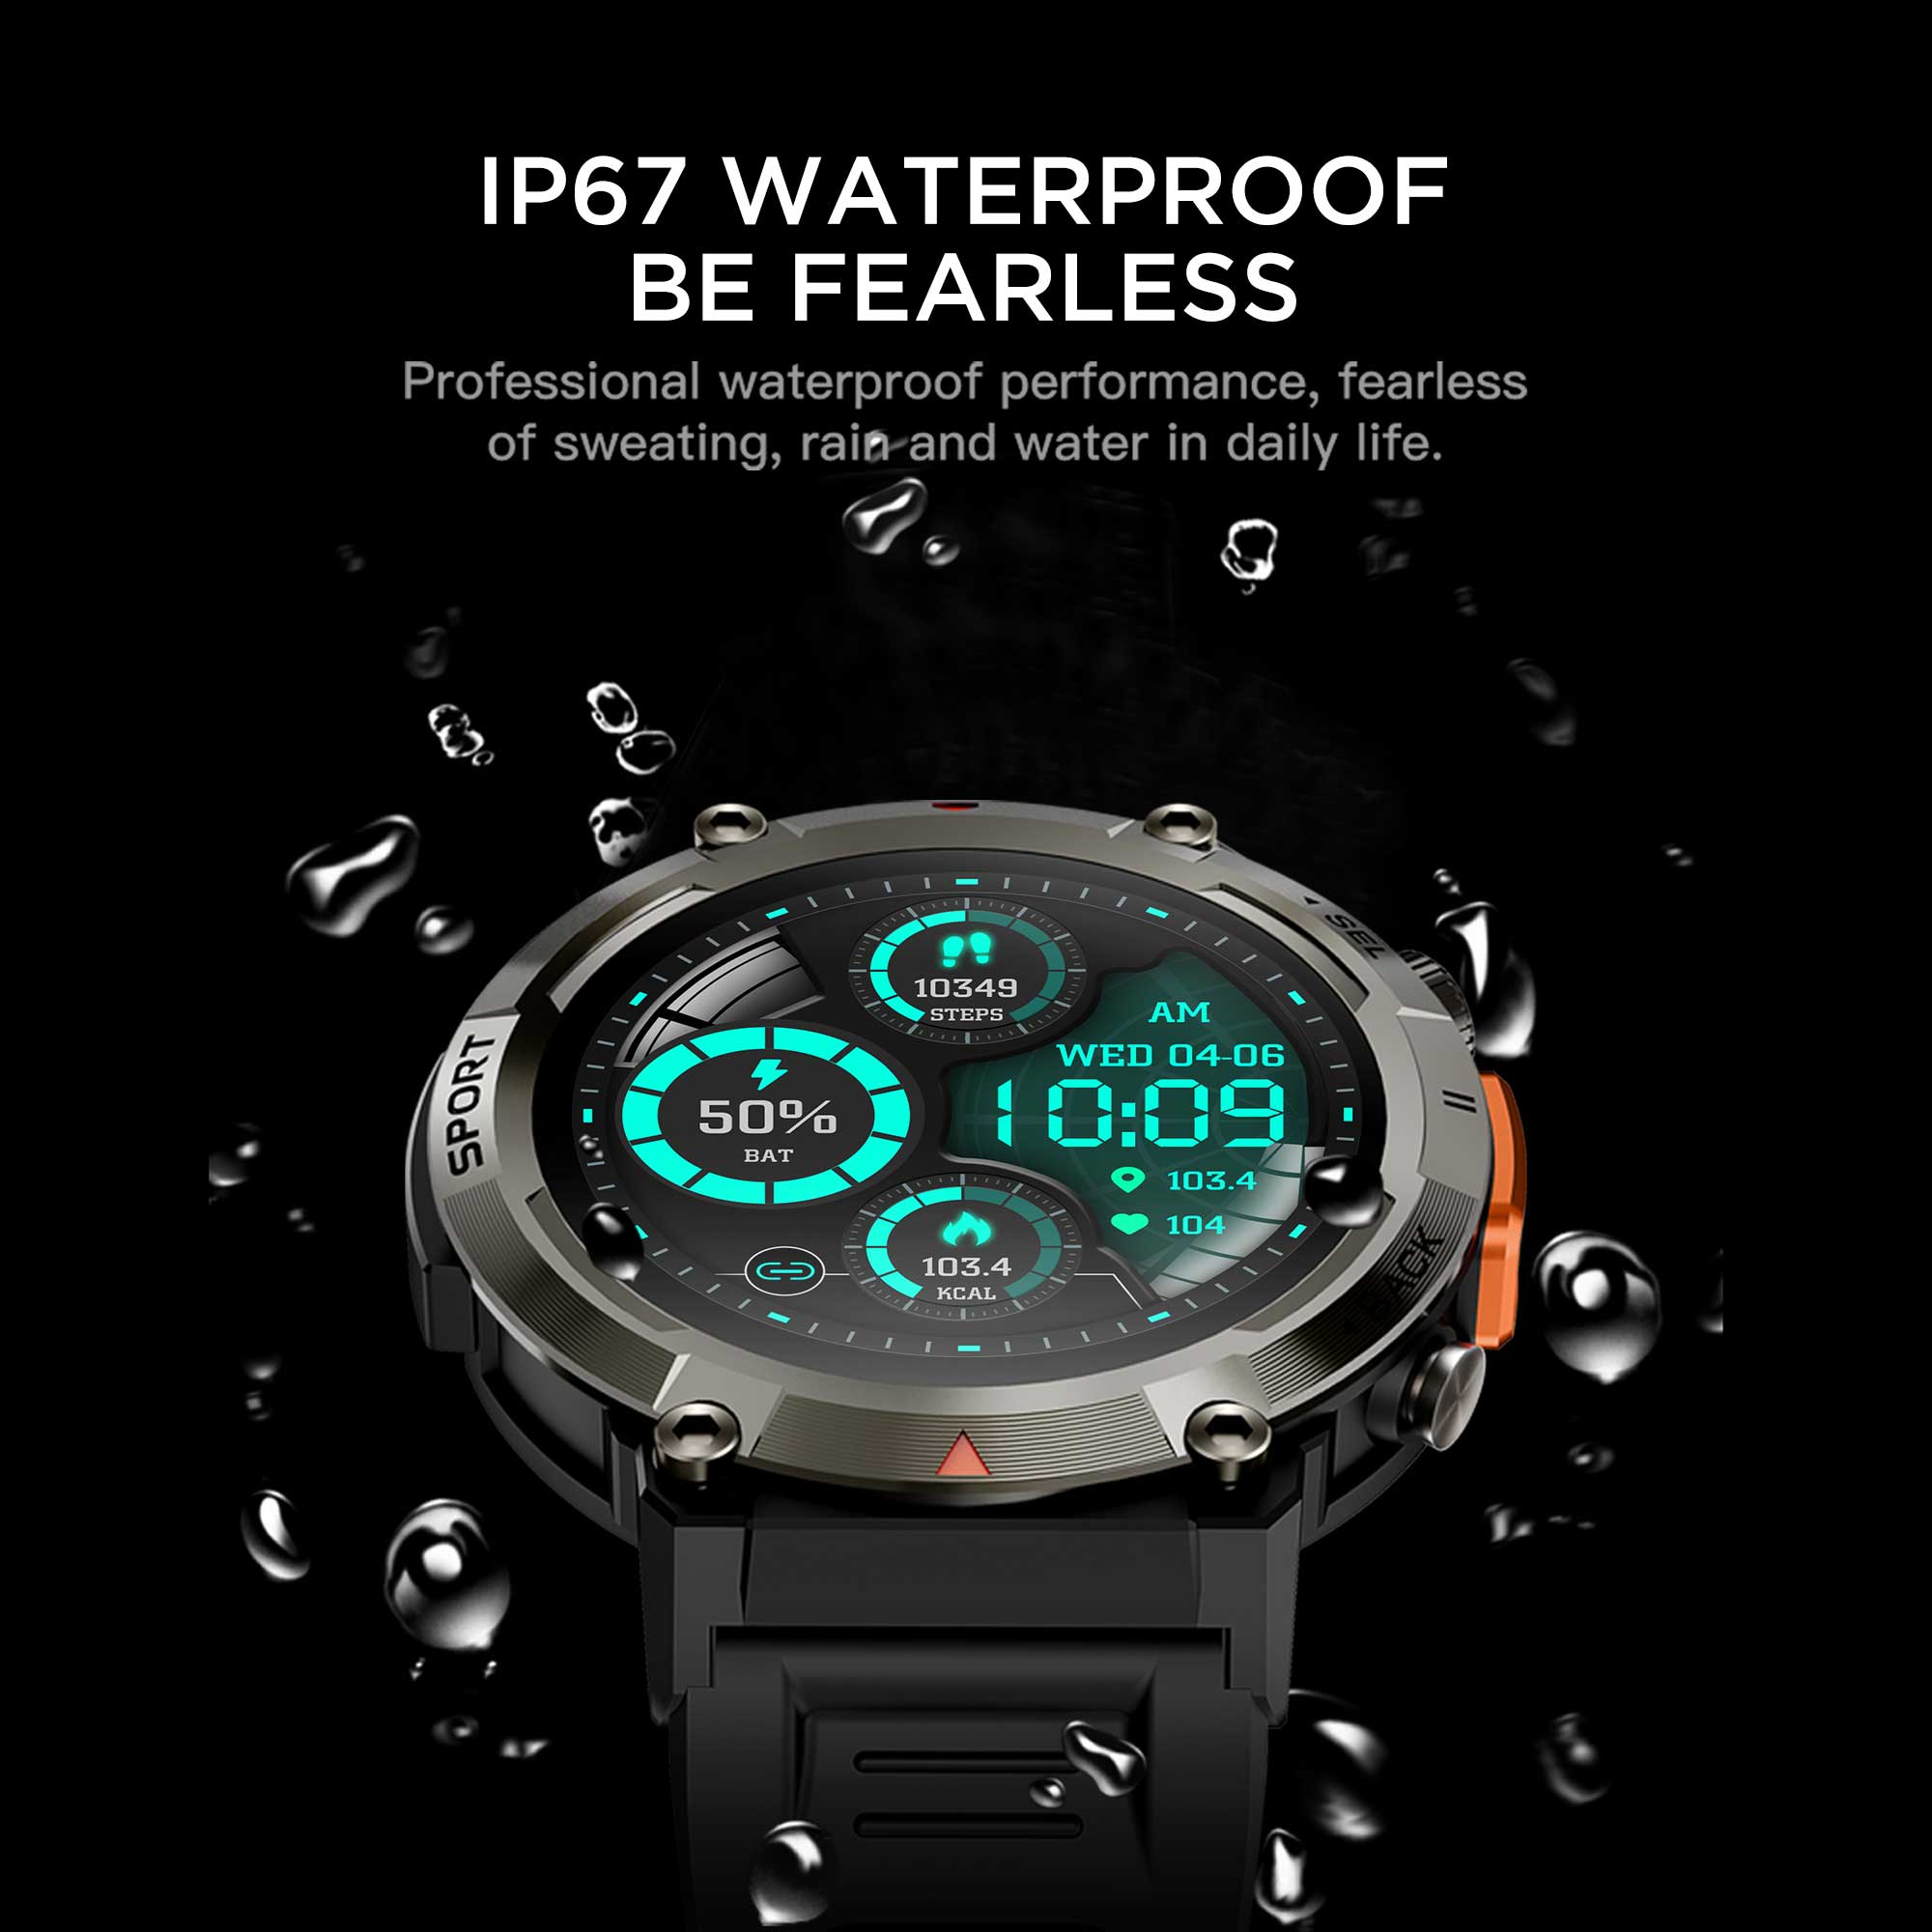 IP67 WATERPROOF
BE FEARLESS
Professional waterproof performance, fearless
of sweating, rain and water in daily life.
SEL
SPORT
BACK
10349
STEPS
AM
WED 04-06
10:09
50%
BAT
103.4
104
103.4
KCAL